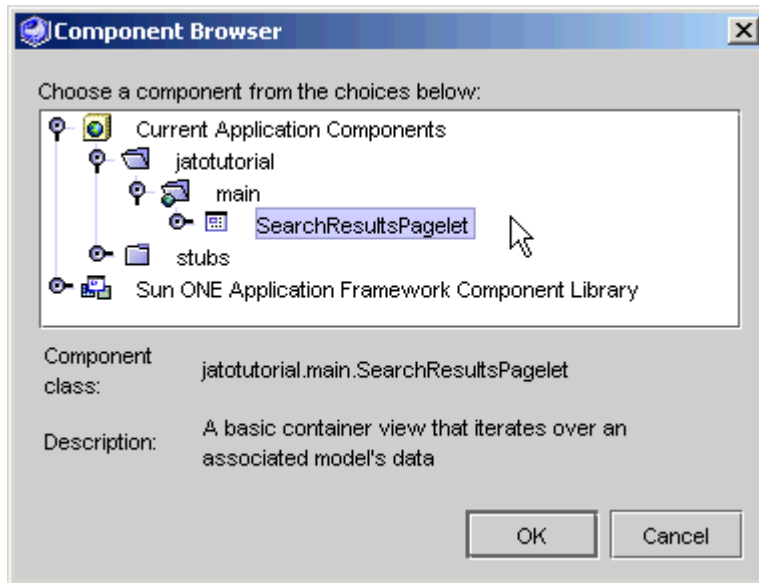 Component Browser
Choose a component from the choices below:
Current Application Components
jatotutorial
main
SearchResultsPagelet
stubs
Sun ONE Application Framework Component Library
Component
class:
jatotutorial.main.SearchResultsPagelet
Description:
A basic container view that iterates over an
associated model's data
OK
Cancel